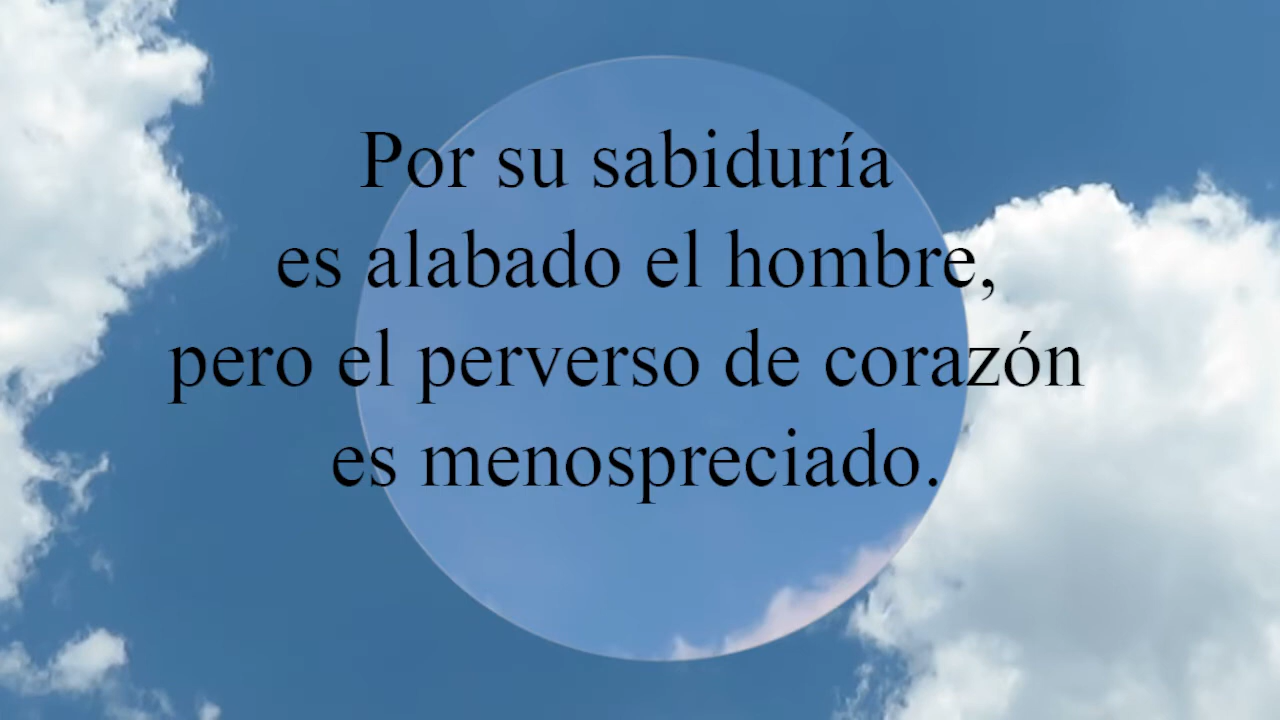 Por su sabiduría
es alabado el hombre,
pero el perverso de corazón
es menospreciado.